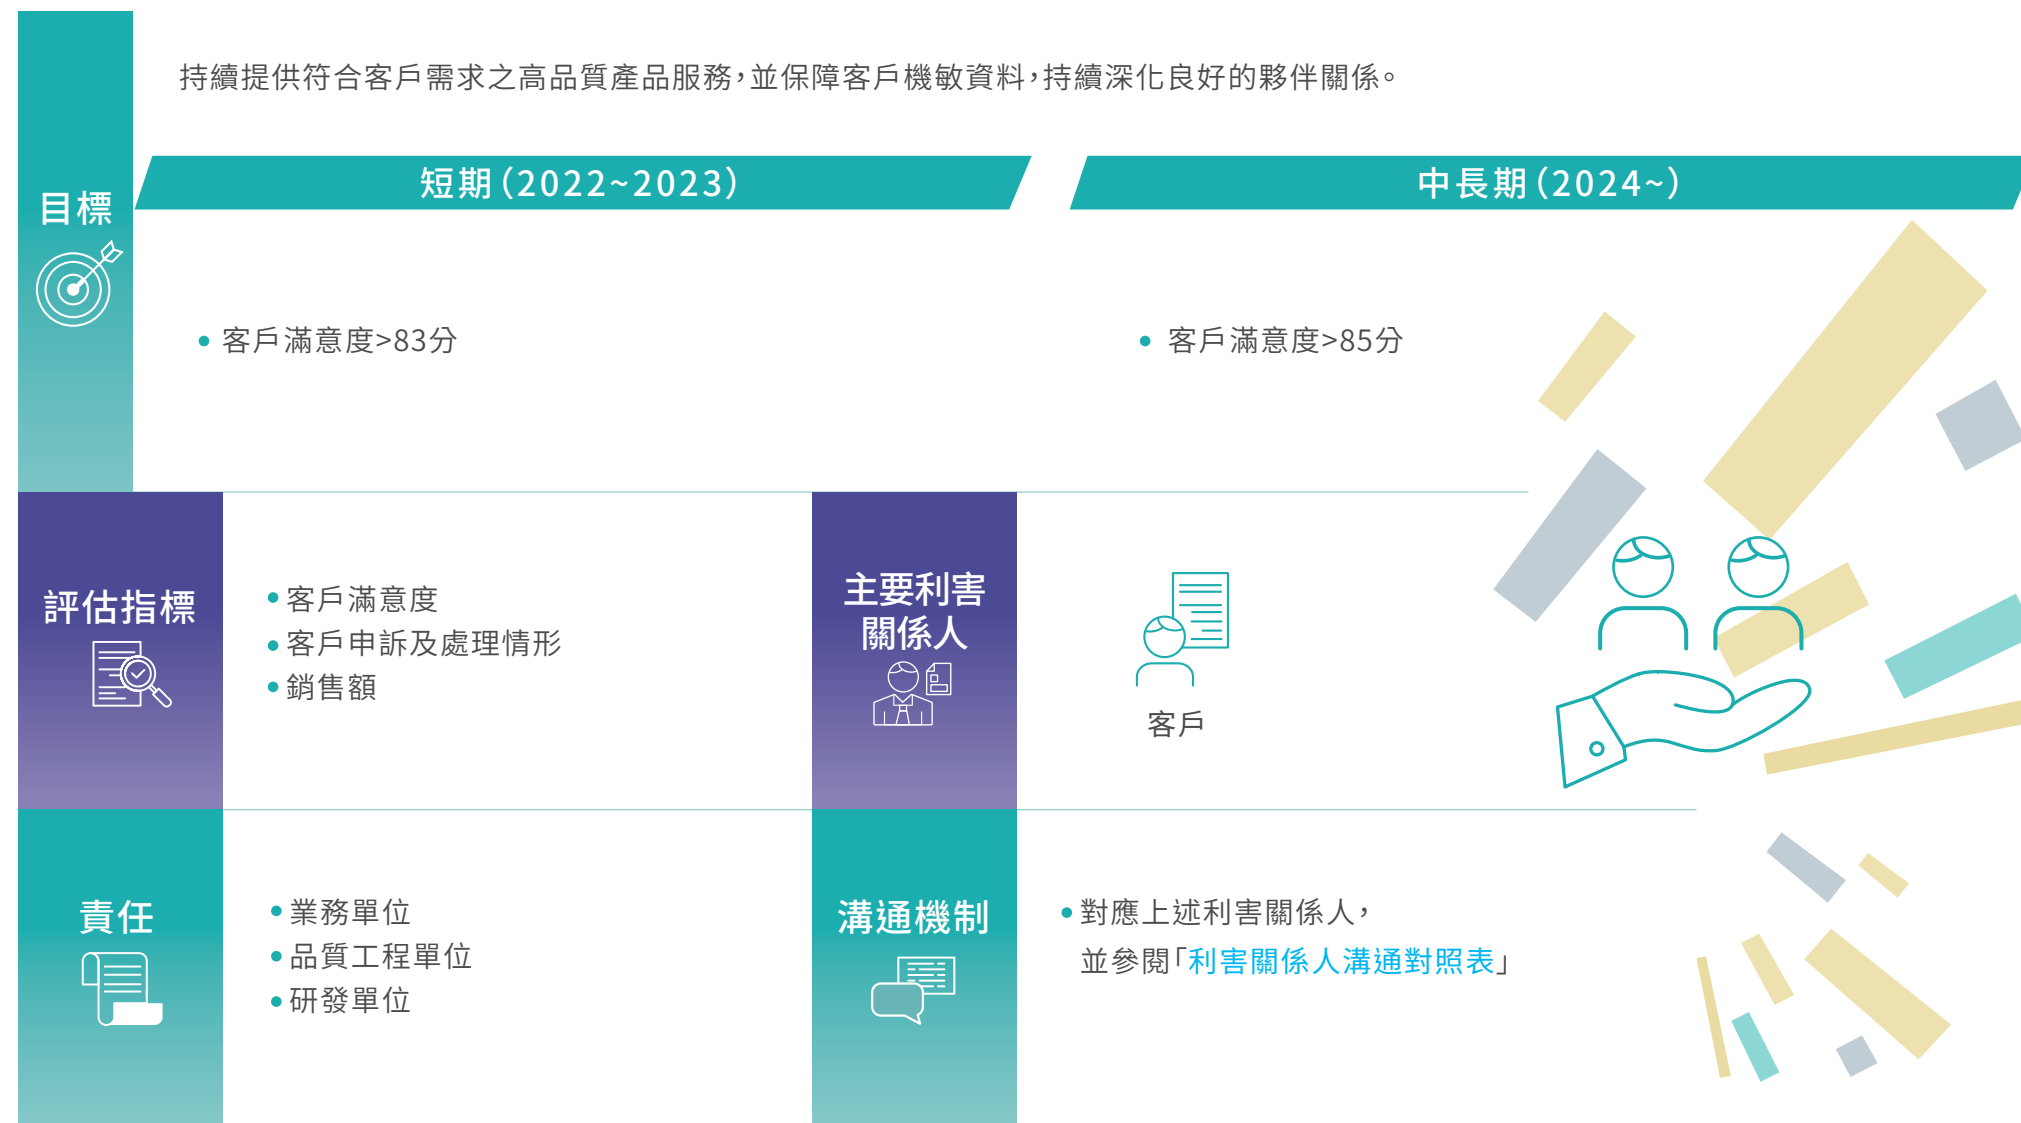 持續提供符合客戶需求之高品質產品服務，並保障客戶機敏資料，持續深化良好的夥伴關係。
目標
短期（2022~2023）
中長期（2024~）
•客戶滿意度>83分
•客戶滿意度>85分
評估指標
•客戶滿意度
•客戶申訴及處理情形
•銷售額
主要利害
關係人
客戶
責任
•業務單位
•品質工程單位
•研發單位
溝通機制
•對應上述利害關係人，
並參閱「利害關係人溝通對照表」